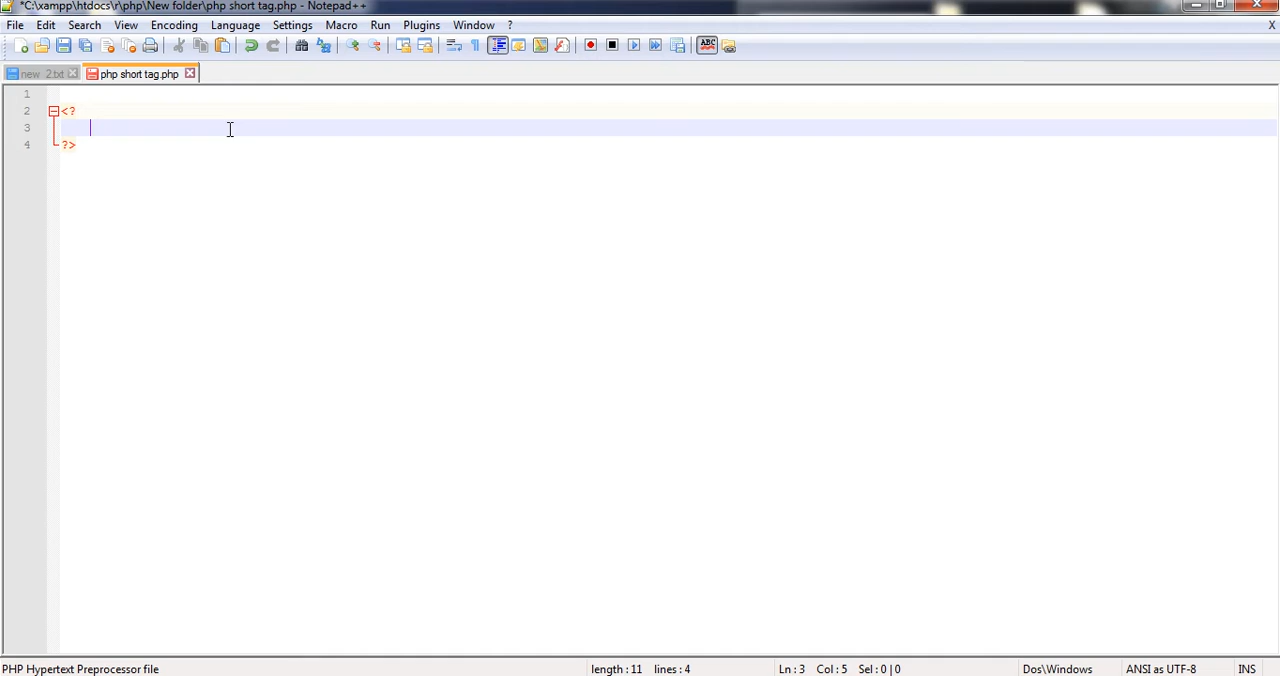 *C:\xampp\htdocs\r\php\New folder\php short tag.php - Notepad++
File Edit Search View Encoding Language Settings Macro Run Plugins Window ? X
new 2.txt php short tag.php
1
2 <?
3
4 ?>
PHP Hypertext Preprocessor file length : 11 lines : 4 Ln : 3 Col : 5 Sel : 0 | 0 Dos\Windows ANSI as UTF-8 INS